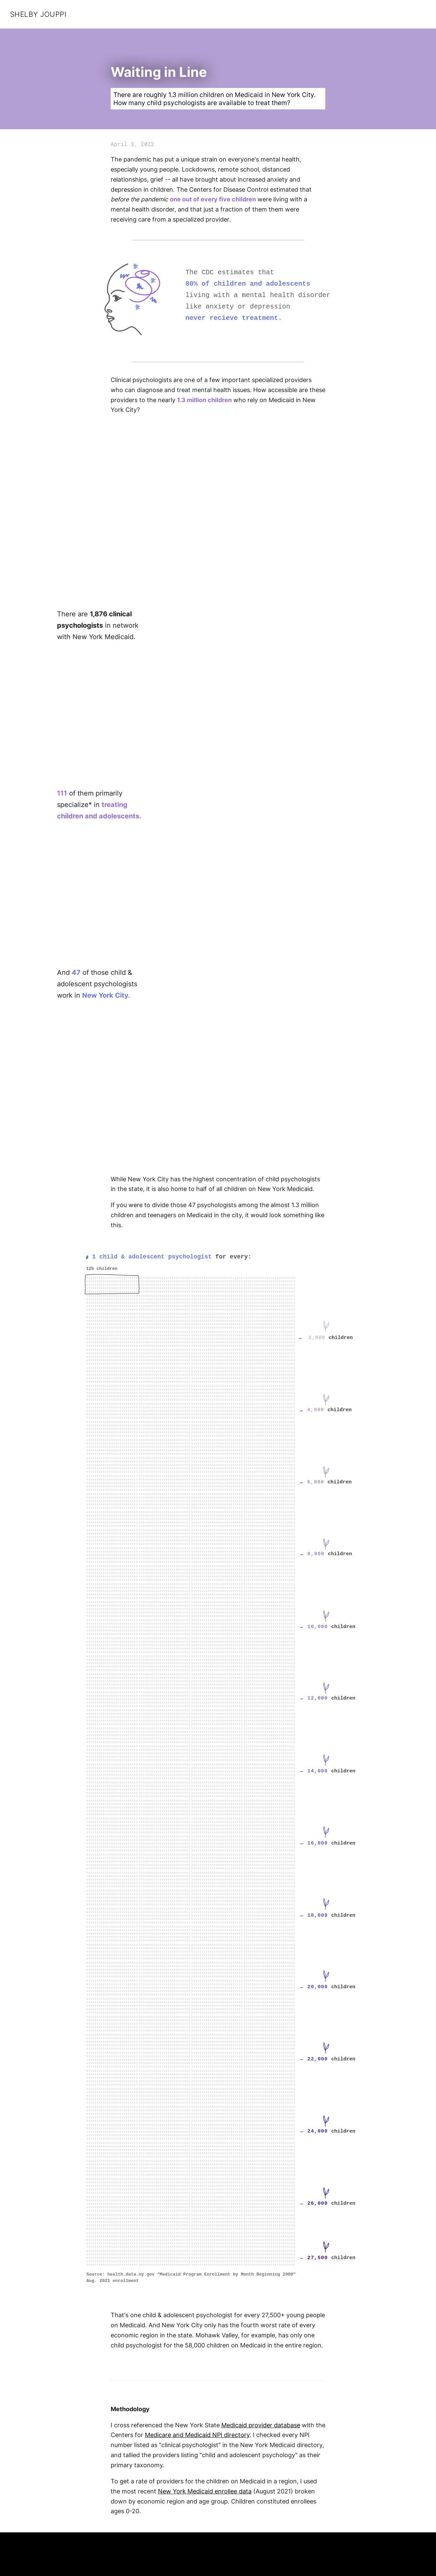 SHELBY JOUPPI
Waiting in Line
There are roughly 1.3 million children on Medicaid in New York City.
How many child psychologists are available to treat them?
April 3, 2022
The pandemic has put a unique strain on everyone's mental health,
especially young people. Lockdowns, remote school, distanced
relationships, grief -- all have brought about increased anxiety and
depression in children. The Centers for Disease Control estimated that
before the pandemic one out of every five children were living with a
mental health disorder, and that just a fraction of them them were
receiving care from a specialized provider.
The CDC estimates that
80% of children and adolescents
living with a mental health disorder
like anxiety or depression
never recieve treatment.
Clinical psychologists are one of a few important specialized providers
who can diagnose and treat mental health issues. How accessible are these
providers to the nearly 1.3 million children who rely on Medicaid in New
York City?
There are 1,876 clinical
psychologists in network
with New York Medicaid.
111 of them primarily
specialize* in treating
children and adolescents.
And 47 of those child &
adolescent psychologists
work in New York City.
While New York City has the highest concentration of child psychologists
in the state, it is also home to half of all children on New York Medicaid.
If you were to divide those 47 psychologists among the almost 1.3 million
children and teenagers on Medicaid in the city, it would look something like
this.
1 child & adolescent psychologist for every:
125 children
← 2,000 children
← 4,000 children
← 6,000 children
← 8,000 children
← 10,000 children
← 12,000 children
← 14,000 children
← 16,000 children
← 18,000 children
← 20,000 children
← 22,000 children
← 24,000 children
← 26,000 children
← 27,500 children
Source: health.data.ny.gov "Medicaid Program Enrollment by Month Beginning 2009"
Aug. 2021 enrollment
That's one child & adolescent psychologist for every 27,500+ young people
on Medicaid. And New York City only has the fourth worst rate of every
economic region in the state. Mohawk Valley, for example, has only one
child psychologist for the 58,000 children on Medicaid in the entire region.
Methodology
I cross referenced the New York State Medicaid provider database with the
Centers for Medicare and Medicaid NPI directory. I checked every NPI
number listed as "clinical psychologist" in the New York Medicaid directory,
and tallied the providers listing "child and adolescent psychology" as their
primary taxonomy.
To get a rate of providers for the children on Medicaid in a region, I used
the most recent New York Medicaid enrollee data (August 2021) broken
down by economic region and age group. Children constituted enrollees
ages 0-20.